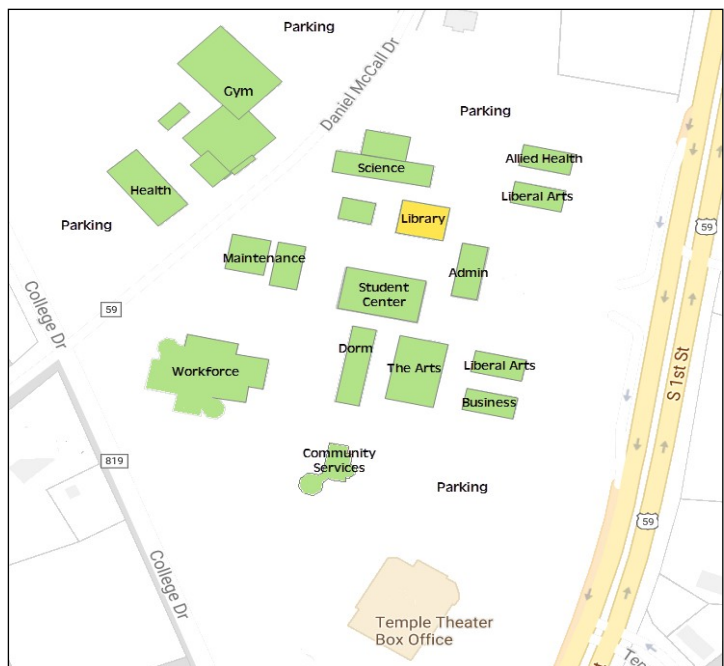 Parking
Daniel McCall Dr
Gym
Parking
Allied Health
Science
Health
Liberal Arts
Library
Parking
59
Maintenance
Admin
Student
Center
59
College Dr
Dorm
The Arts
Liberal Arts
Workforce
S 1st St
Business
Community
Services
819
Parking
59
College Dr
Temple Theater
Box Office